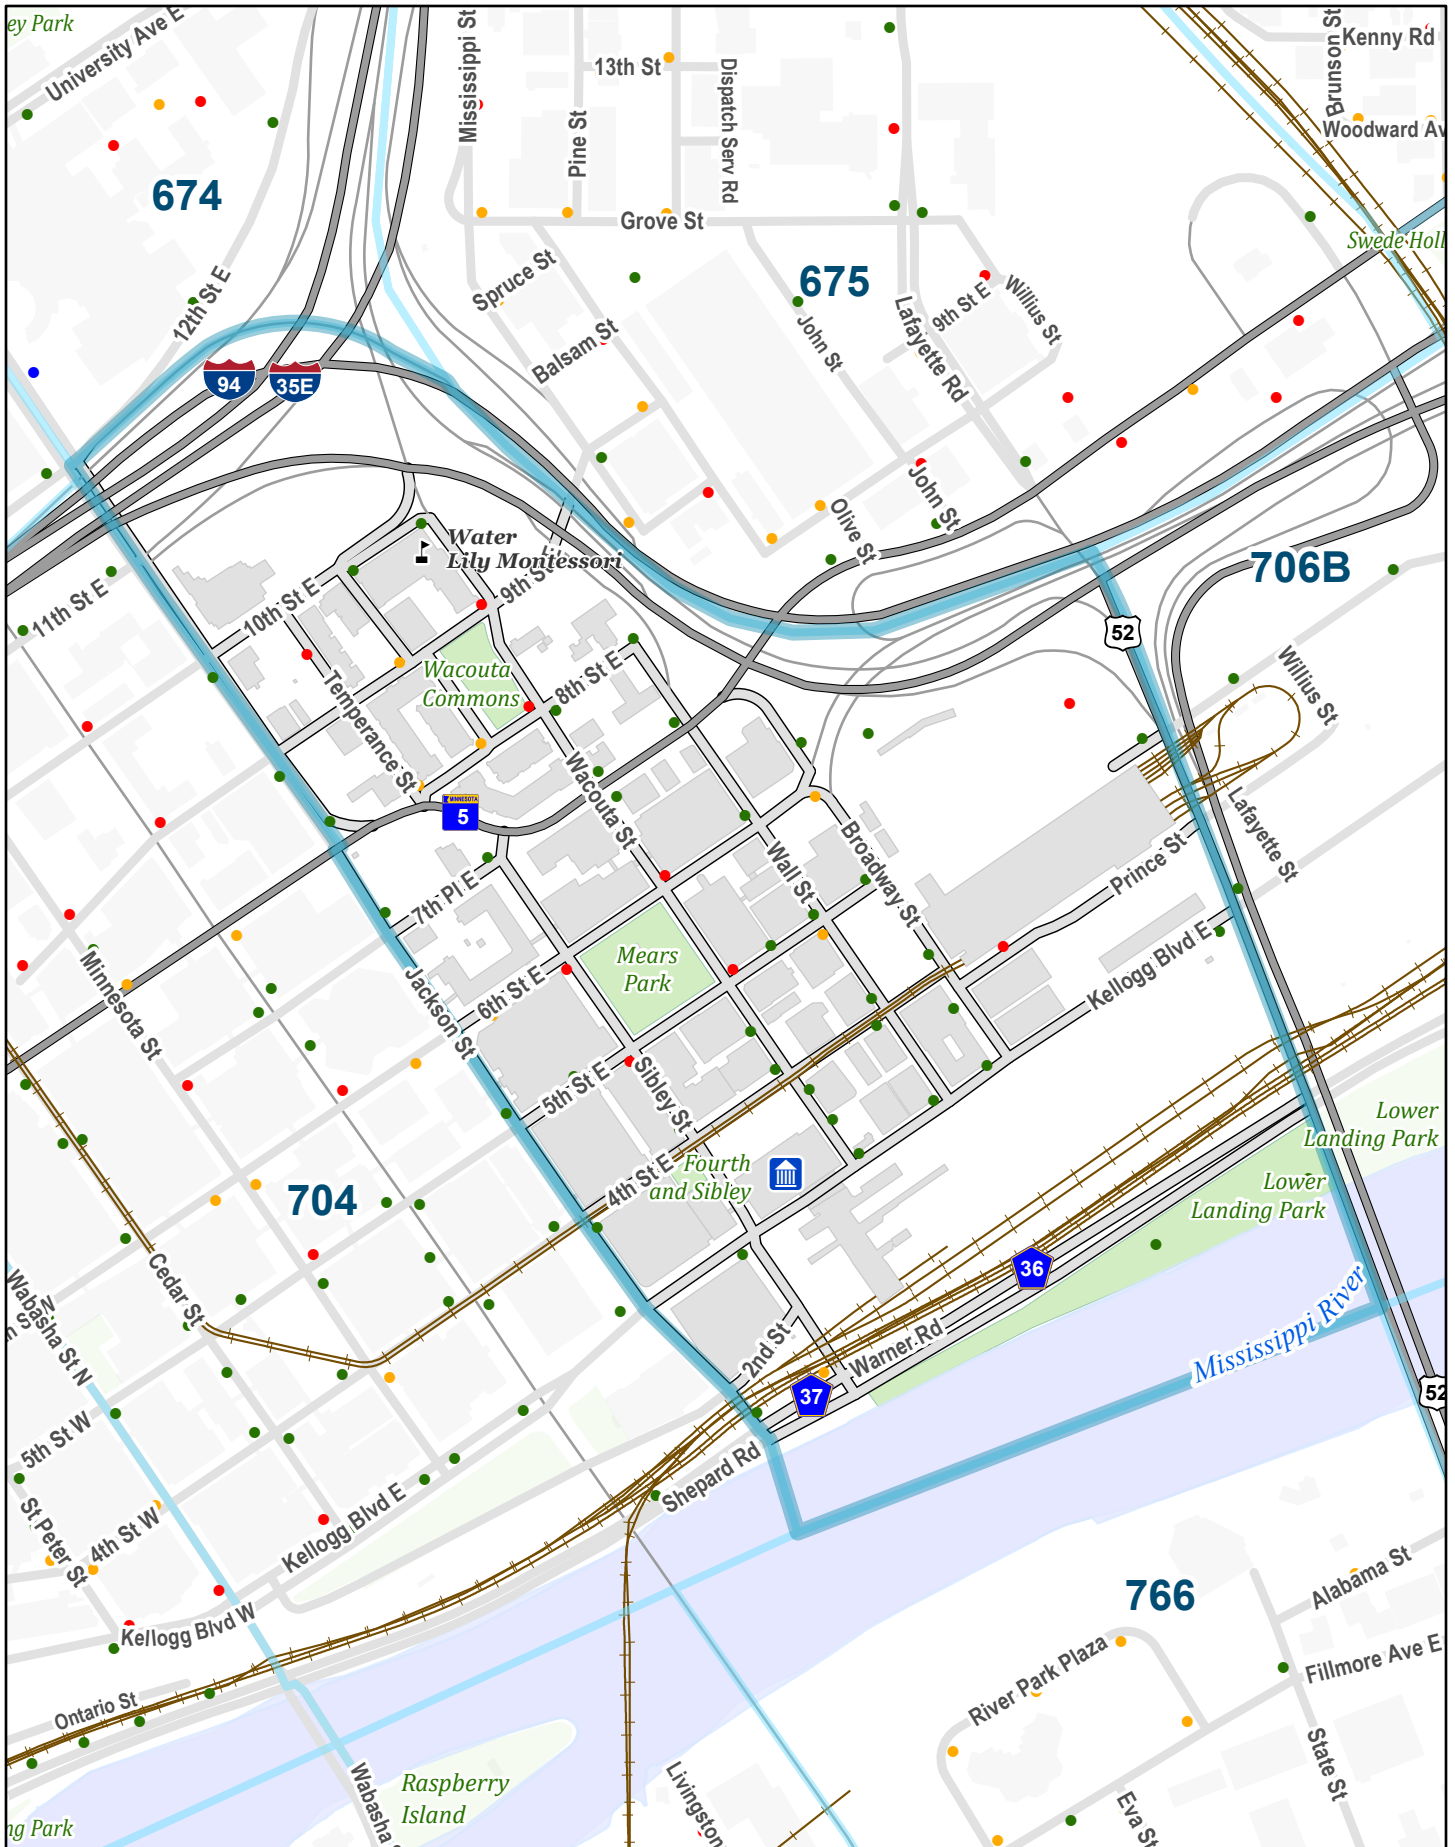 ey Park
University Ave E
Mississippi St
13th St
Pine St
Dispatch Serv Rd
Brunson St
Kenny Rd
Woodward Av
674
Grove St
Swede Holl
675
12th St E
Spruce St
Balsam St
John St
Lafayette Rd
9th St E
Willius St
94
35E
John St
Olive St
Water
Lily Montessori
706B
11th St E
10th St E
9th St
52
Wacouta
Commons
8th St E
Temperance St
Willius St
Wacouta St
MINNESOTA
5
Wall St
Broadway St
Lafayette St
Prince St
7th Pl E
Mears
Park
6th St E
Kellogg Blvd E
Minnesota St
Jackson St
5th St E
Sibley St
Lower
Landing Park
4th St E
Fourth
and Sibley
Lower
Landing Park
704
Cedar St
Wabasha St N
36
Mississippi River
2nd St
Warner Rd
37
52
5th St W
Shepard Rd
St Peter St
4th St W
Kellogg Blvd E
Kellogg Blvd W
766
Alabama St
River Park Plaza
Fillmore Ave E
Ontario St
State St
Wabasha
Raspberry
Island
Livingston
Eva St
ng Park